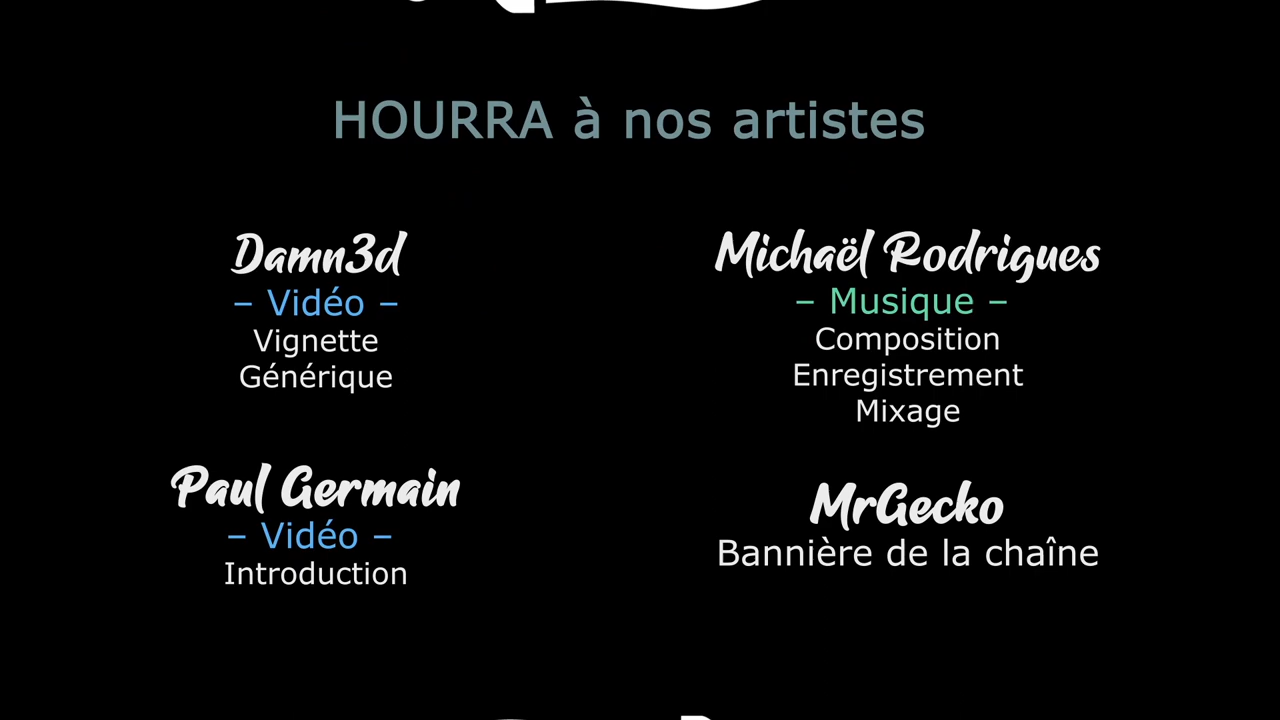 HOURRA à nos artistes
Damn3d
– Vidéo –
Vignette
Générique
Michaël Rodrigues
– Musique –
Composition
Enregistrement
Mixage
Paul Germain
– Vidéo –
Introduction
MrGecko
Bannière de la chaîne